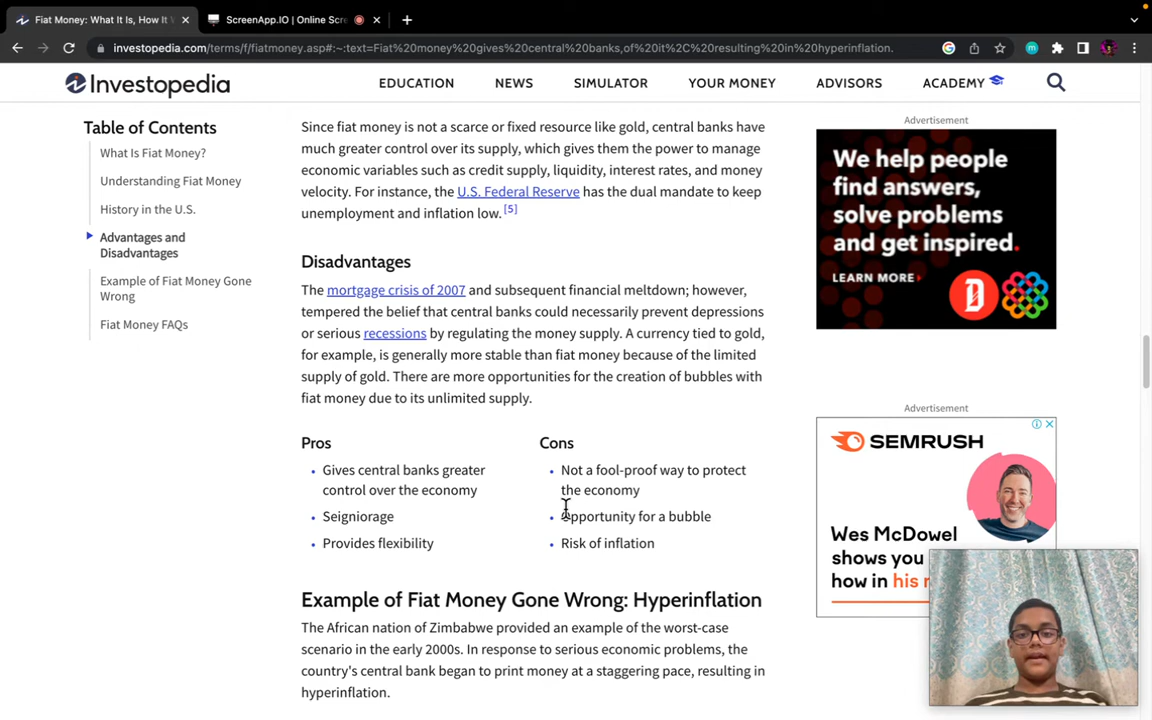 Fiat Money: What It Is, How It W
ScreenApp.IO | Online Scre
investopedia.com/terms/f/fiatmoney.asp#:~:text=Fiat%20money%20gives%20central%20banks,of%20it%2C%20resulting%20in%20hyperinflation.
Investopedia
EDUCATION
NEWS
SIMULATOR
YOUR MONEY
ADVISORS
ACADEMY
Table of Contents
What Is Fiat Money?
Understanding Fiat Money
History in the U.S.
Advantages and
Disadvantages
Example of Fiat Money Gone
Wrong
Fiat Money FAQs
Since fiat money is not a scarce or fixed resource like gold, central banks have
much greater control over its supply, which gives them the power to manage
economic variables such as credit supply, liquidity, interest rates, and money
velocity. For instance, the U.S. Federal Reserve has the dual mandate to keep
unemployment and inflation low. [5]
Disadvantages
The mortgage crisis of 2007 and subsequent financial meltdown; however,
tempered the belief that central banks could necessarily prevent depressions
or serious recessions by regulating the money supply. A currency tied to gold,
for example, is generally more stable than fiat money because of the limited
supply of gold. There are more opportunities for the creation of bubbles with
fiat money due to its unlimited supply.
Pros
• Gives central banks greater
control over the economy
• Seigniorage
• Provides flexibility
Cons
• Not a fool-proof way to protect
the economy
• Opportunity for a bubble
• Risk of inflation
Example of Fiat Money Gone Wrong: Hyperinflation
The African nation of Zimbabwe provided an example of the worst-case
scenario in the early 2000s. In response to serious economic problems, the
country's central bank began to print money at a staggering pace, resulting in
hyperinflation.
Advertisement
We help people
find answers,
solve problems
and get inspired.
LEARN MORE
D
Advertisement
SEMRUSH
Wes McDowell
shows you
how in his